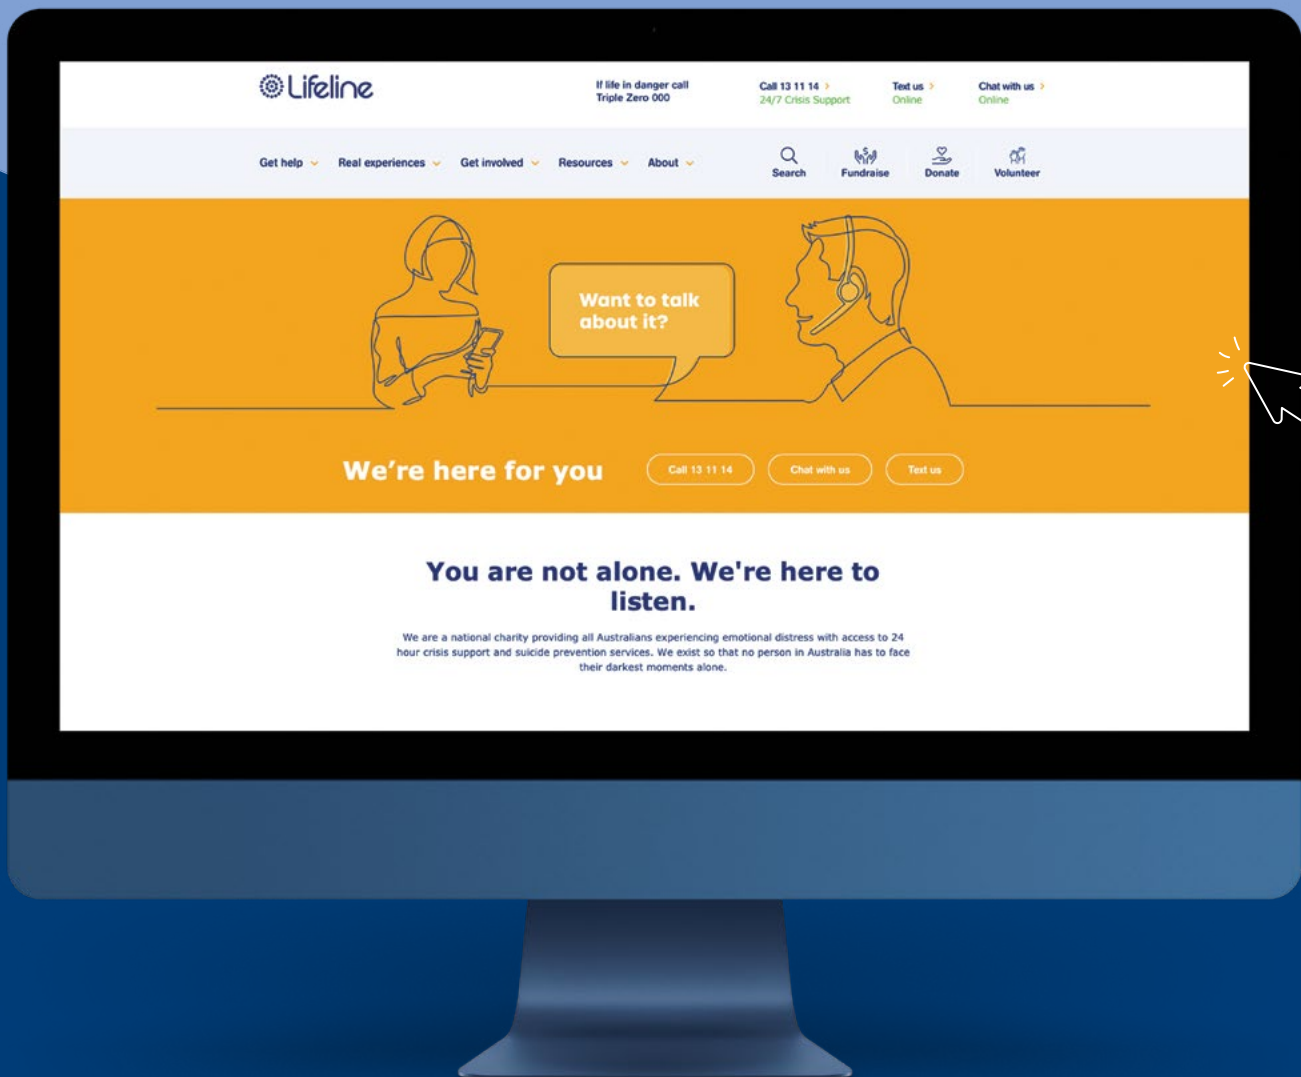 Lifeline
If life in danger call
Triple Zero 000
Call 13 11 14 >
24/7 Crisis Support
Text us >
Online
Chat with us >
Online
Get help
Real experiences
Get involved
Resources
About
Search
Fundraise
Donate
Volunteer
Want to talk
about it?
We're here for you
Call 13 11 14
Chat with us
Text us
You are not alone. We're here to
listen.
We are a national charity providing all Australians experiencing emotional distress with access to 24
hour crisis support and suicide prevention services. We exist so that no person in Australia has to face
their darkest moments alone.